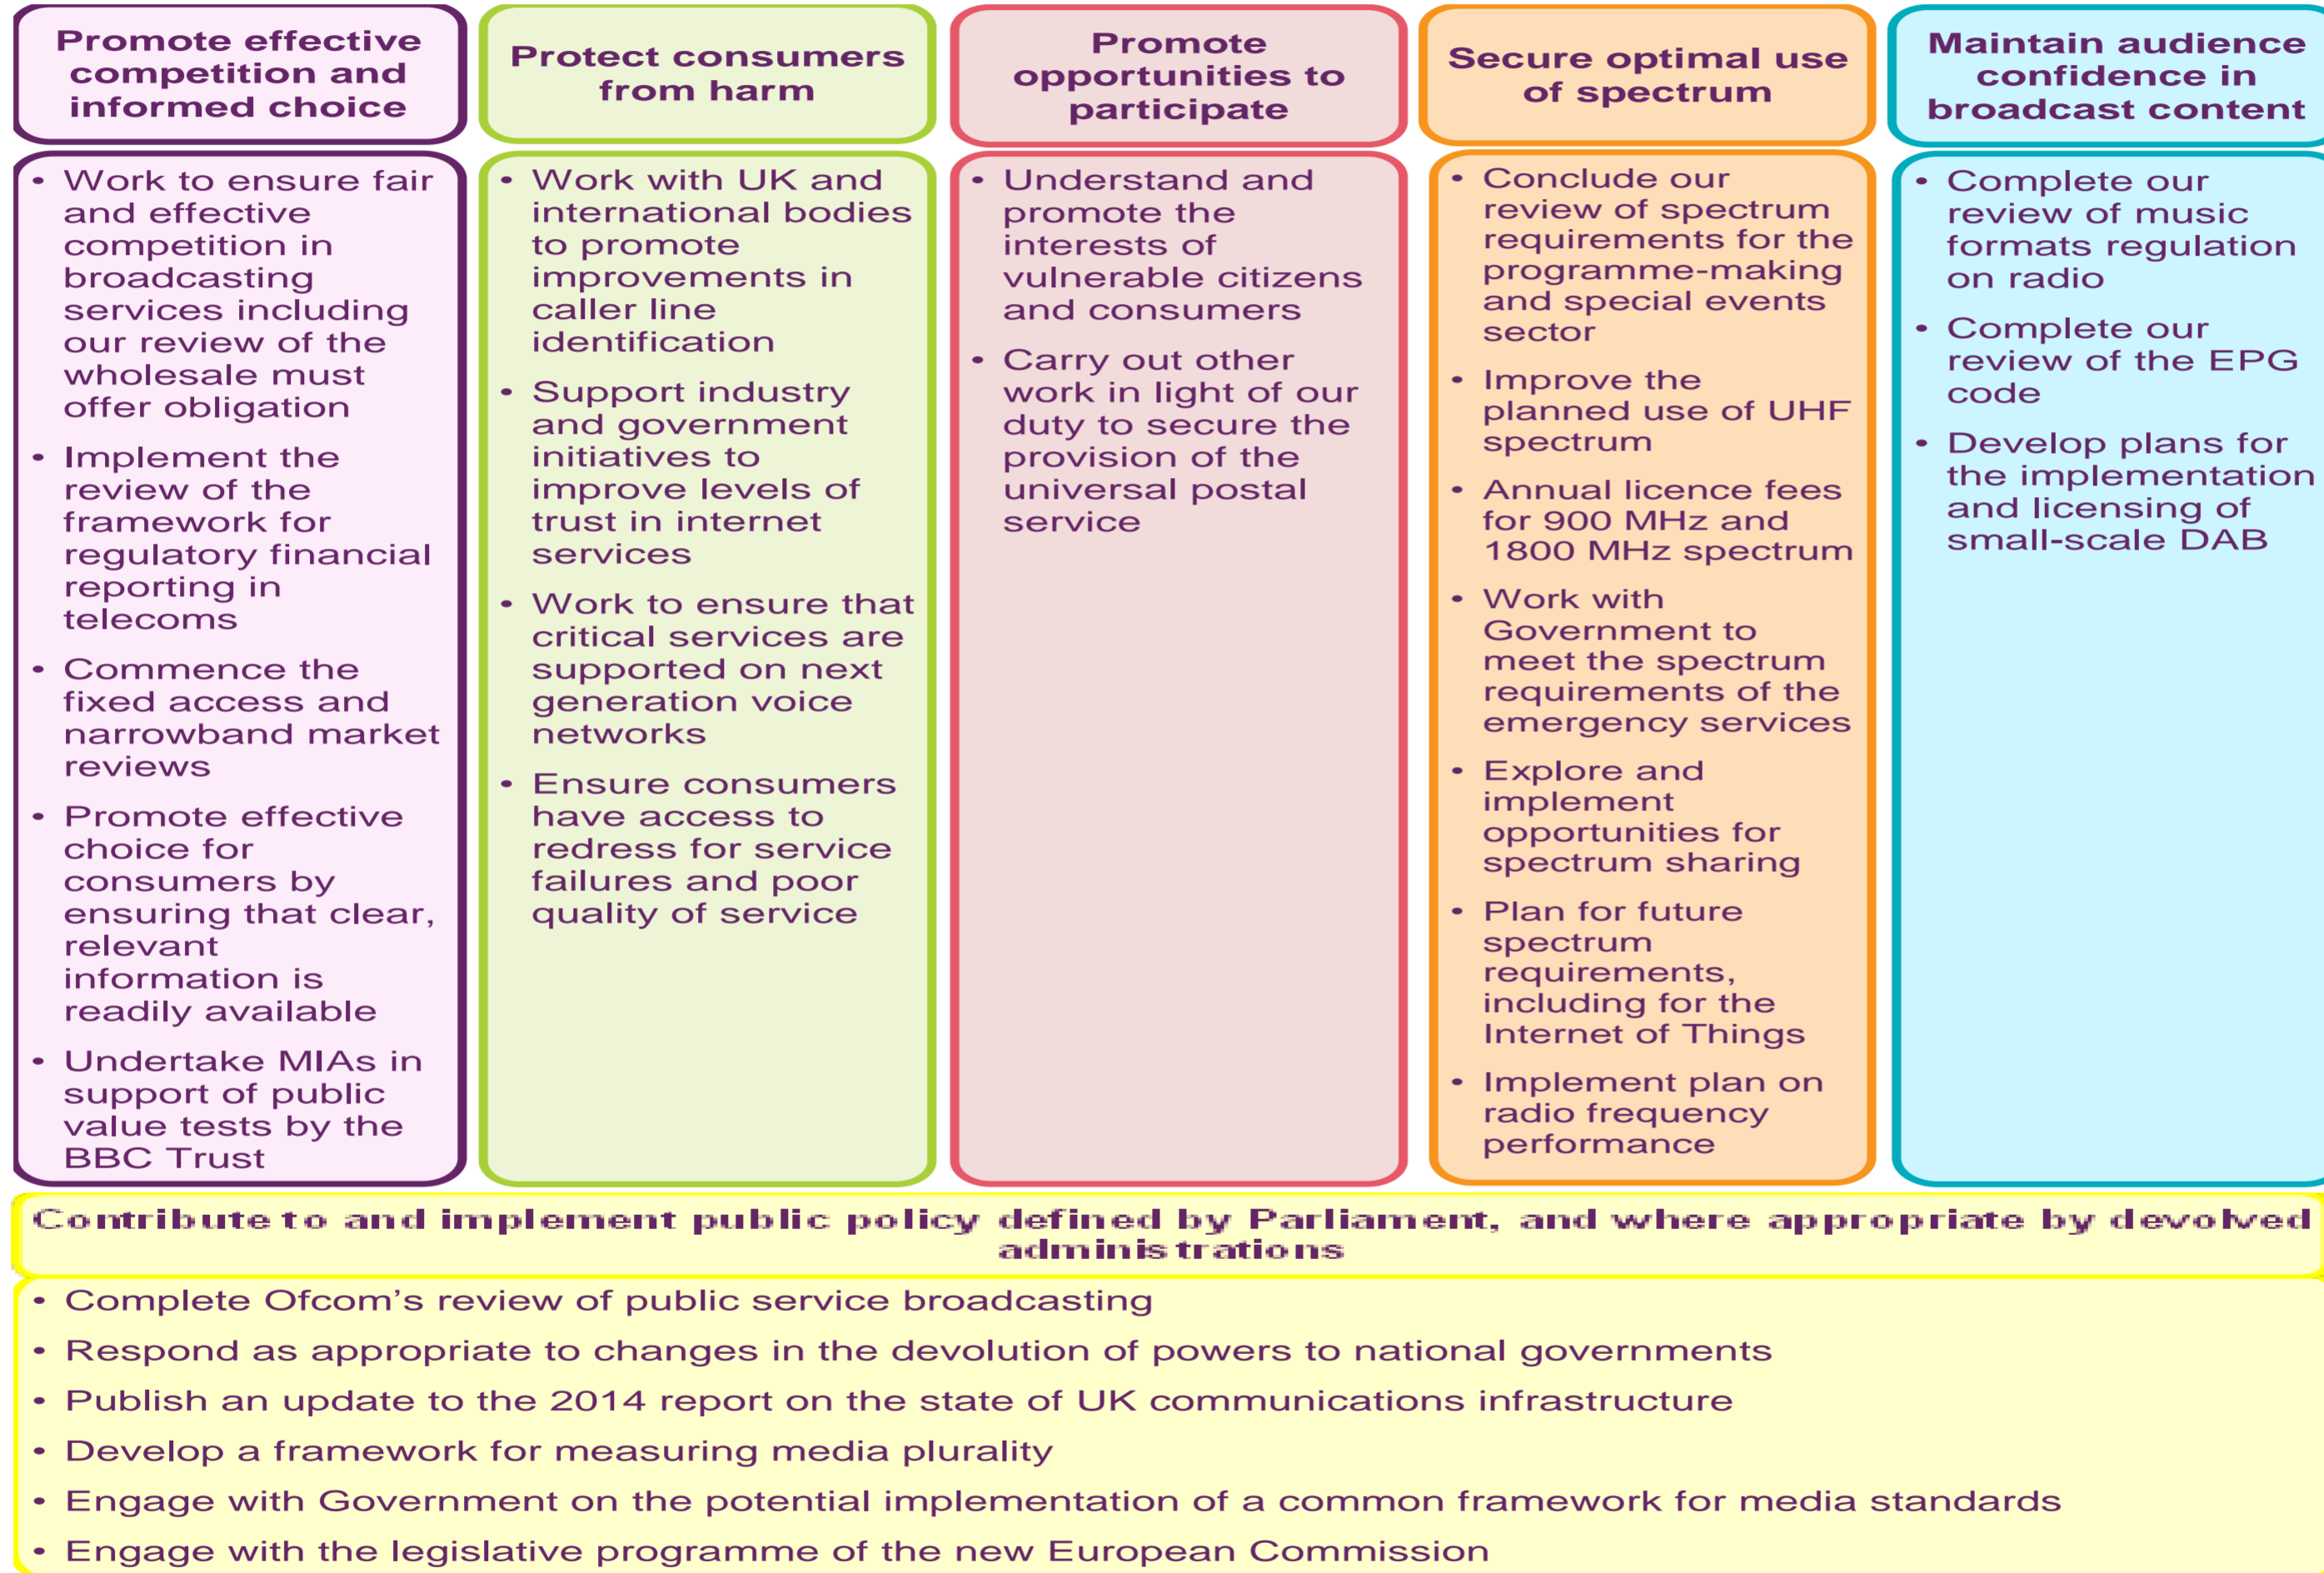 Promote effective
competition and
informed choice
• Work to ensure fair
and effective
competition in
broadcasting
services including
our review of the
wholesale must
offer obligation
• Implement the
review of the
framework for
regulatory financial
reporting in
telecoms
• Commence the
fixed access and
narrowband market
reviews
• Promote effective
choice for
consumers by
ensuring that clear,
relevant
information is
readily available
• Undertake MIAs in
support of public
value tests by the
BBC Trust
Protect consumers
from harm
• Work with UK and
international bodies
to promote
improvements in
caller line
identification
• Support industry
and government
initiatives to
improve levels of
trust in internet
services
• Work to ensure that
critical services are
supported on next
generation voice
networks
• Ensure consumers
have access to
redress for service
failures and poor
quality of service
Promote
opportunities to
participate
• Understand and
promote the
interests of
vulnerable citizens
and consumers
• Carry out other
work in light of our
duty to secure the
provision of the
universal postal
service
Secure optimal use
of spectrum
• Conclude our
review of spectrum
requirements for the
programme-making
and special events
sector
• Improve the
planned use of UHF
spectrum
• Annual licence fees
for 900 MHz and
1800 MHz spectrum
• Work with
Government to
meet the spectrum
requirements of the
emergency services
• Explore and
implement
opportunities for
spectrum sharing
• Plan for future
spectrum
requirements,
including for the
Internet of Things
• Implement plan on
radio frequency
performance
Maintain audience
confidence in
broadcast content
• Complete our
review of music
formats regulation
on radio
• Complete our
review of the EPG
code
• Develop plans for
the implementation
and licensing of
small-scale DAB
Contribute to and implement public policy defined by Parliament, and where appropriate by devolved
administrations
• Complete Ofcom’s review of public service broadcasting
• Respond as appropriate to changes in the devolution of powers to national governments
• Publish an update to the 2014 report on the state of UK communications infrastructure
• Develop a framework for measuring media plurality
• Engage with Government on the potential implementation of a common framework for media standards
• Engage with the legislative programme of the new European Commission